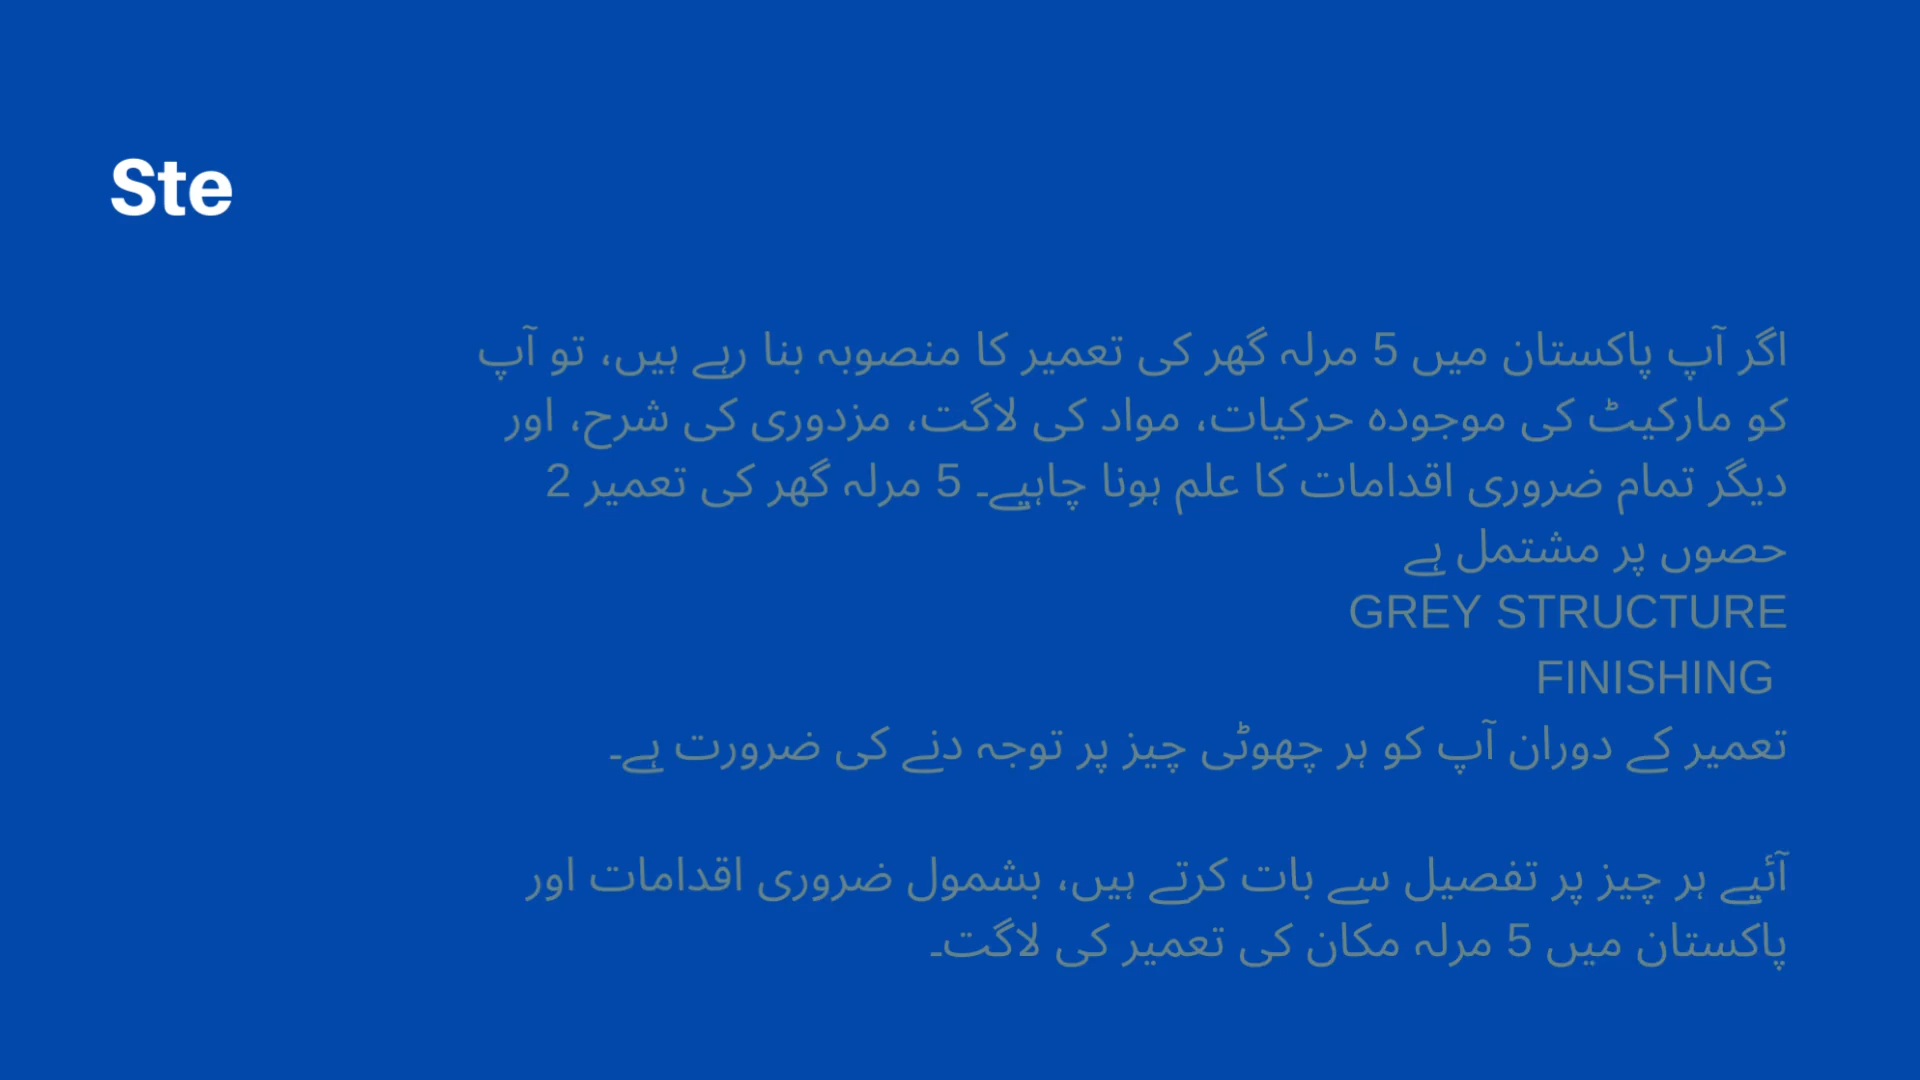 Ste
اگر آپ پاکستان میں 5 مرلہ گھر کی تعمیر کا منصوبہ بنا رہے ہیں، تو آپ
کو مارکیٹ کی موجودہ حرکیات، مواد کی لاگت، مزدوری کی شرح، اور
دیگر تمام ضروری اقدامات کا علم ہونا چاہیے۔ 5 مرلہ گھر کی تعمیر 2
حصوں پر مشتمل ہے
GREY STRUCTURE
FINISHING
تعمیر کے دوران آپ کو ہر چھوٹی چیز پر توجہ دنے کی ضرورت ہے۔
آئیے ہر چیز پر تفصیل سے بات کرتے ہیں، بشمول ضروری اقدامات اور
پاکستان میں 5 مرلہ مکان کی تعمیر کی لاگت۔